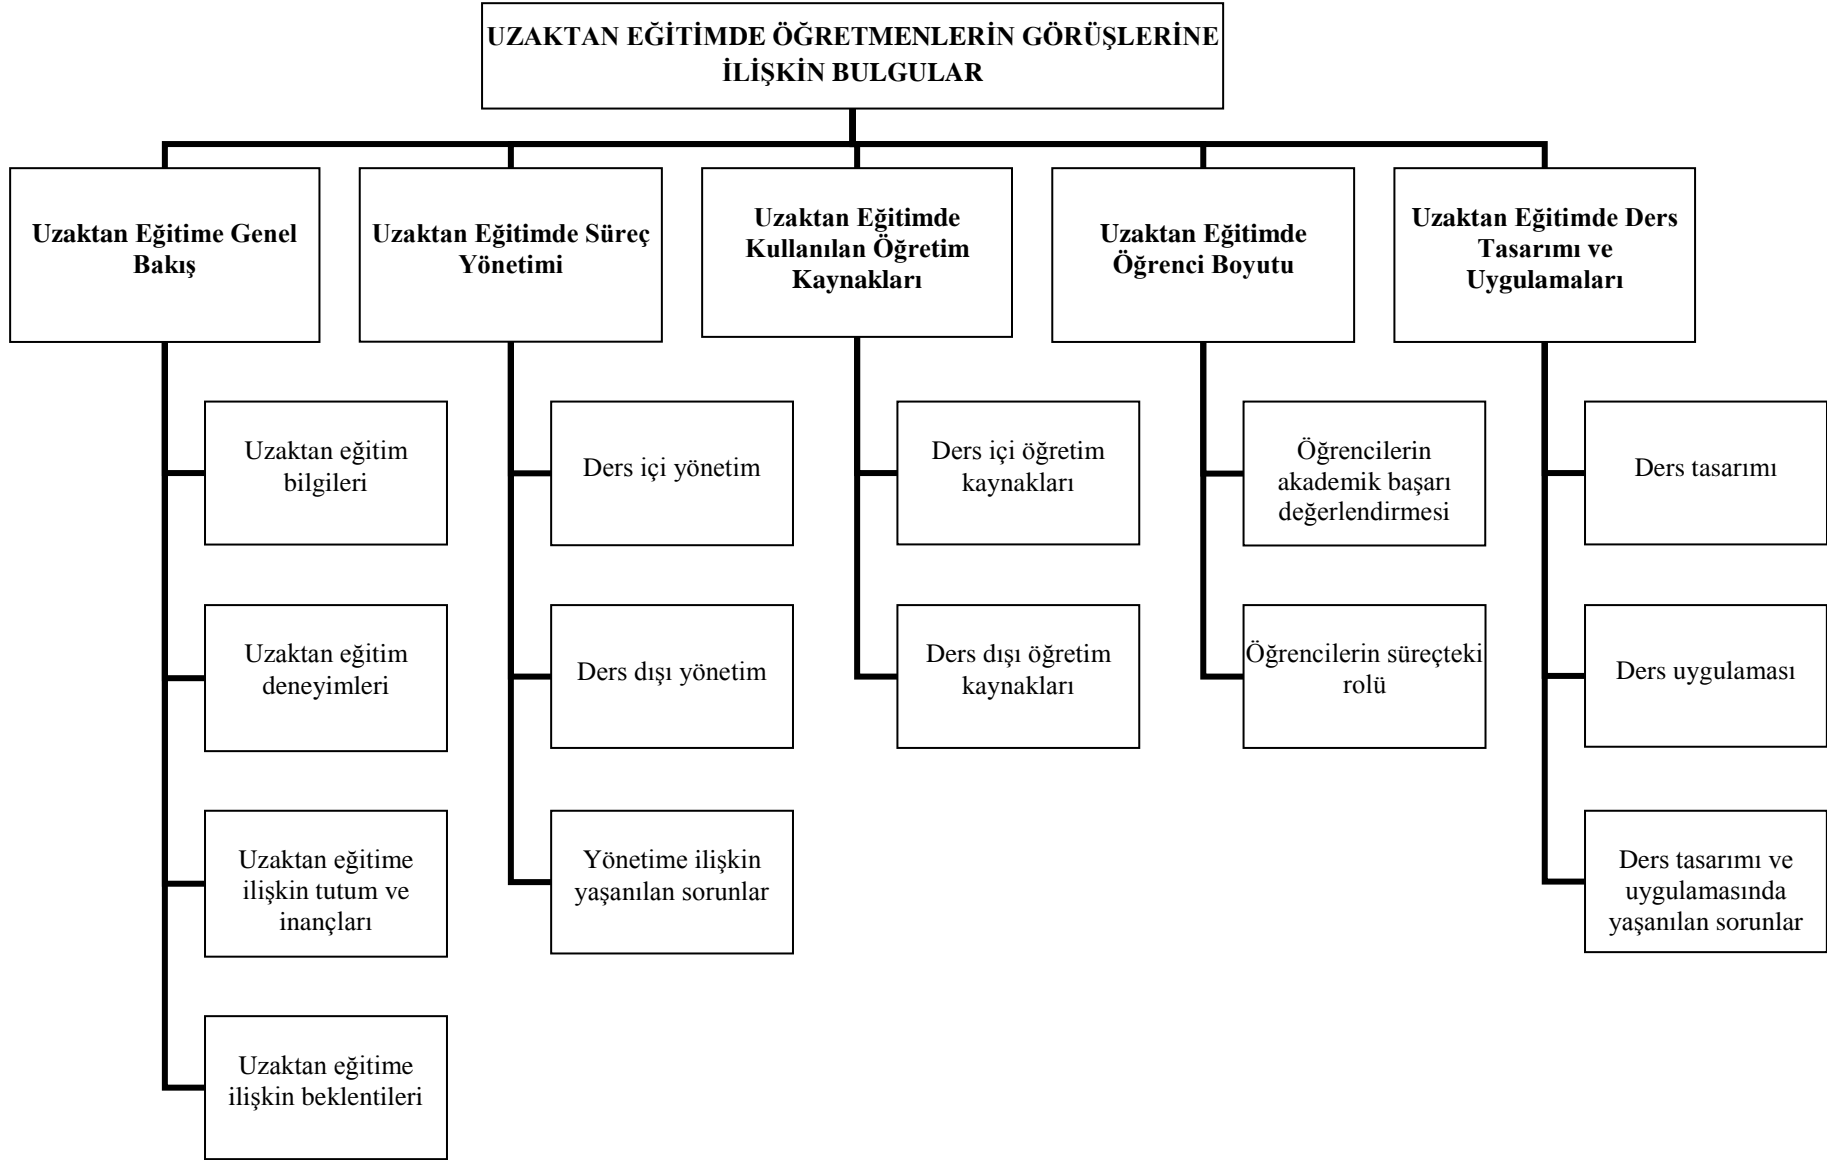 UZAKTAN EĞİTİMDE ÖĞRETMENLERİN GÖRÜŞLERİNE
İLİŞKİN BULGULAR
Uzaktan Eğitime Genel
Bakış
Uzaktan eğitim
bilgileri
Uzaktan eğitim
deneyimleri
Uzaktan eğitime
ilişkin tutum ve
inançları
Uzaktan eğitime
ilişkin beklentileri
Uzaktan Eğitimde Süreç
Yönetimi
Ders içi yönetim
Ders dışı yönetim
Yönetime ilişkin
yaşanılan sorunlar
Uzaktan Eğitimde
Kullanılan Öğretim
Kaynakları
Ders içi öğretim
kaynakları
Ders dışı öğretim
kaynakları
Uzaktan Eğitimde
Öğrenci Boyutu
Öğrencilerin
akademik başarı
değerlendirmesi
Öğrencilerin süreçteki
rolü
Uzaktan Eğitimde Ders
Tasarımı ve
Uygulamaları
Ders tasarımı
Ders uygulaması
Ders tasarımı ve
uygulamasında
yaşanılan sorunlar